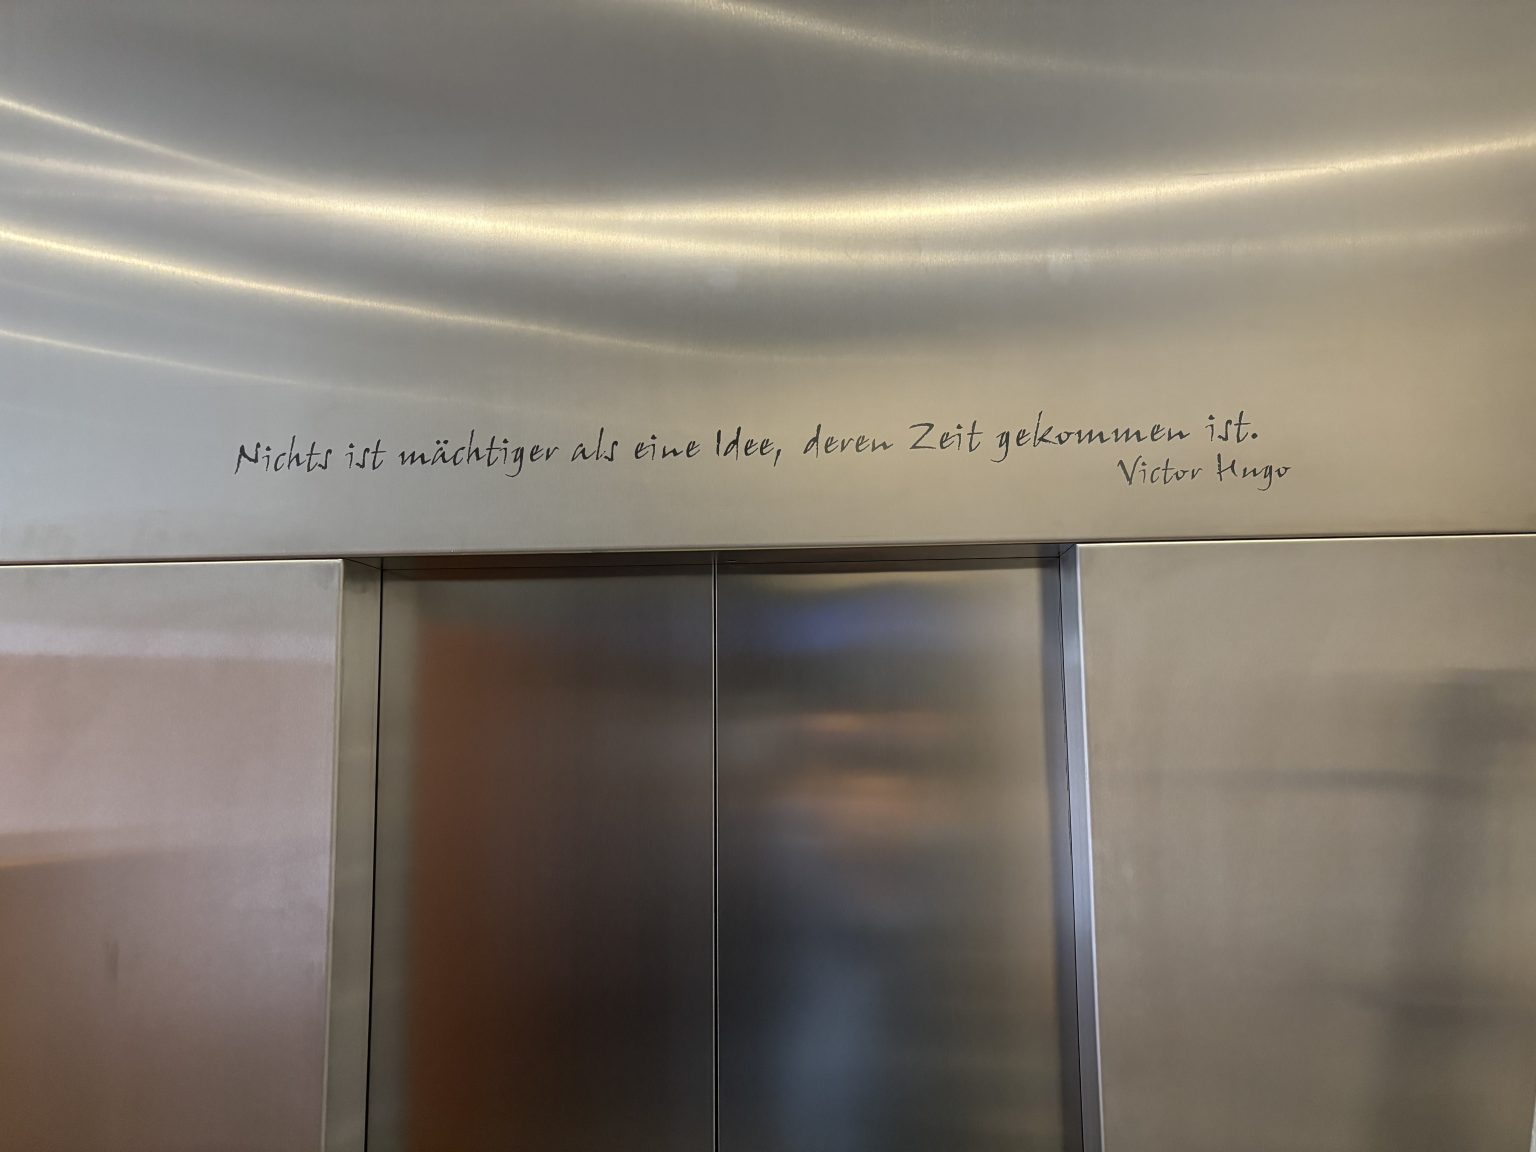 Nichts ist mächtiger als eine Idee, deren Zeit gekommen ist.
Victor Hugo